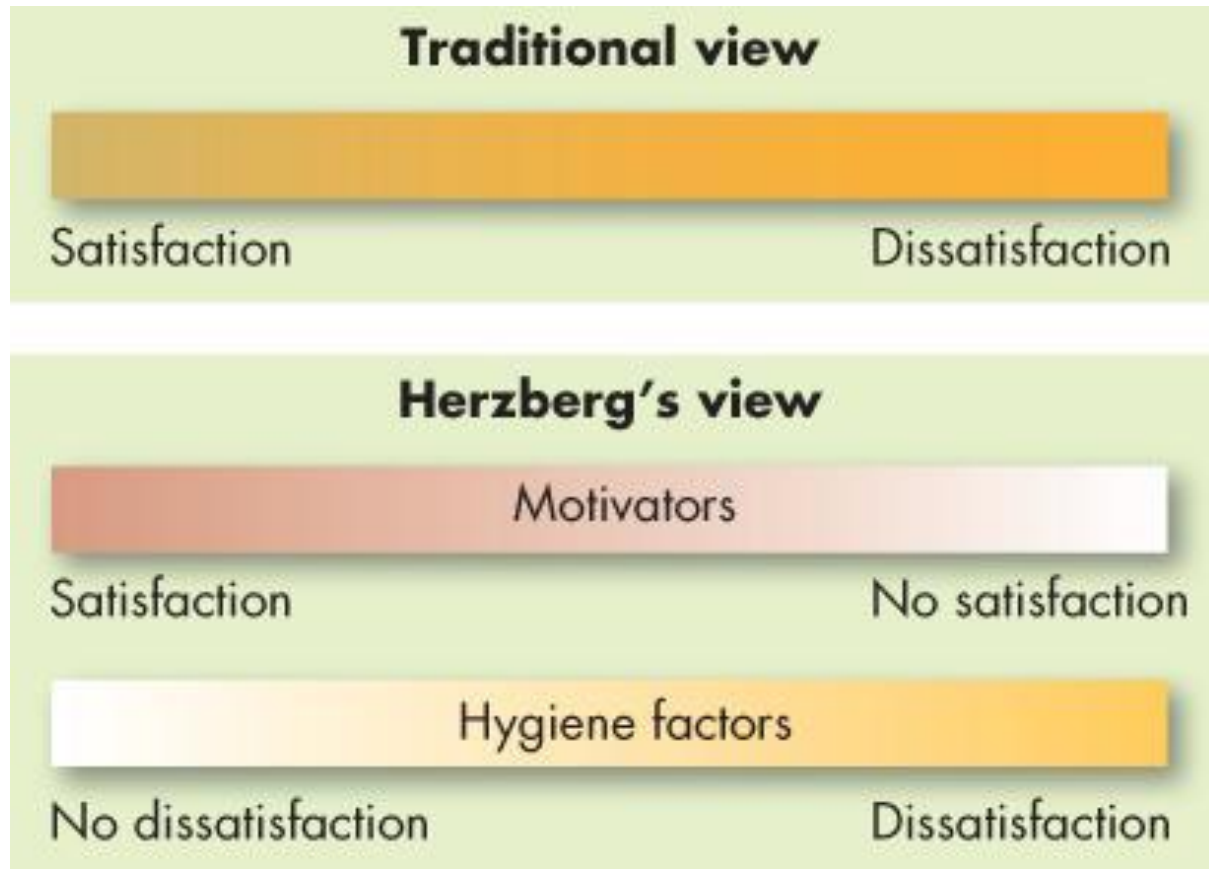 Traditional view
Satisfaction Dissatisfaction
Herzberg's view
Motivators
Satisfaction No satisfaction
Hygiene factors
No dissatisfaction Dissatisfaction